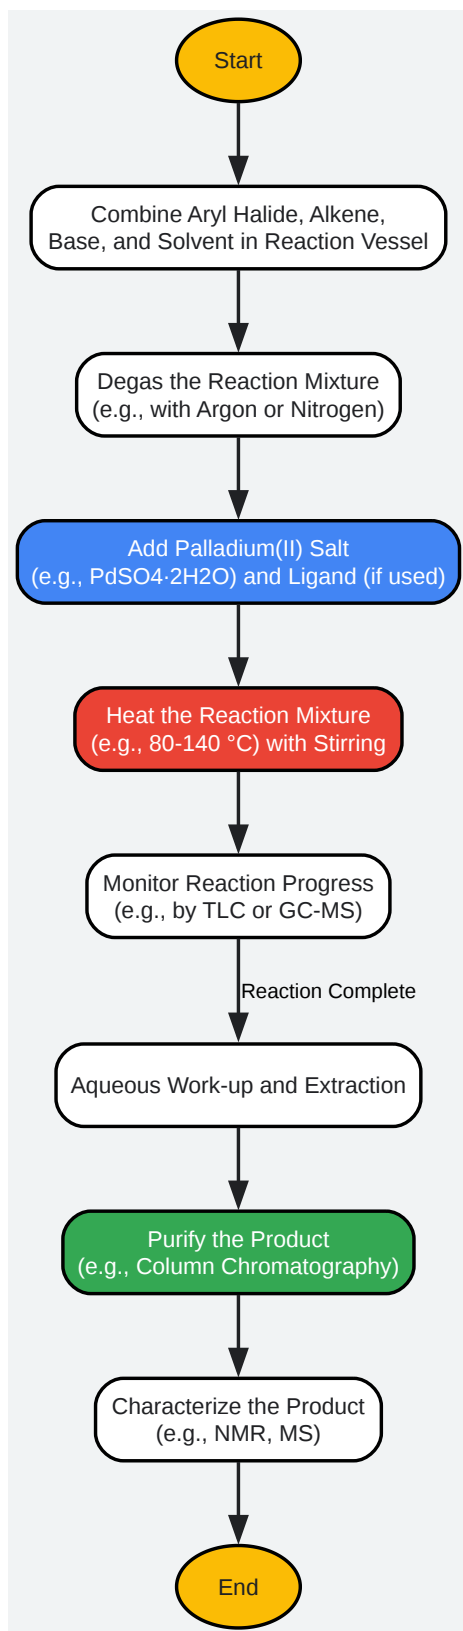 Start
Combine Aryl Halide, Alkene,
Base, and Solvent in Reaction Vessel
Degas the Reaction Mixture
(e.g., with Argon or Nitrogen)
Add Palladium(II) Salt
(e.g., PdSO4·2H2O) and Ligand (if used)
Heat the Reaction Mixture
(e.g., 80-140 °C) with Stirring
Monitor Reaction Progress
(e.g., by TLC or GC-MS)
Reaction Complete
Aqueous Work-up and Extraction
Purify the Product
(e.g., Column Chromatography)
Characterize the Product
(e.g., NMR, MS)
End